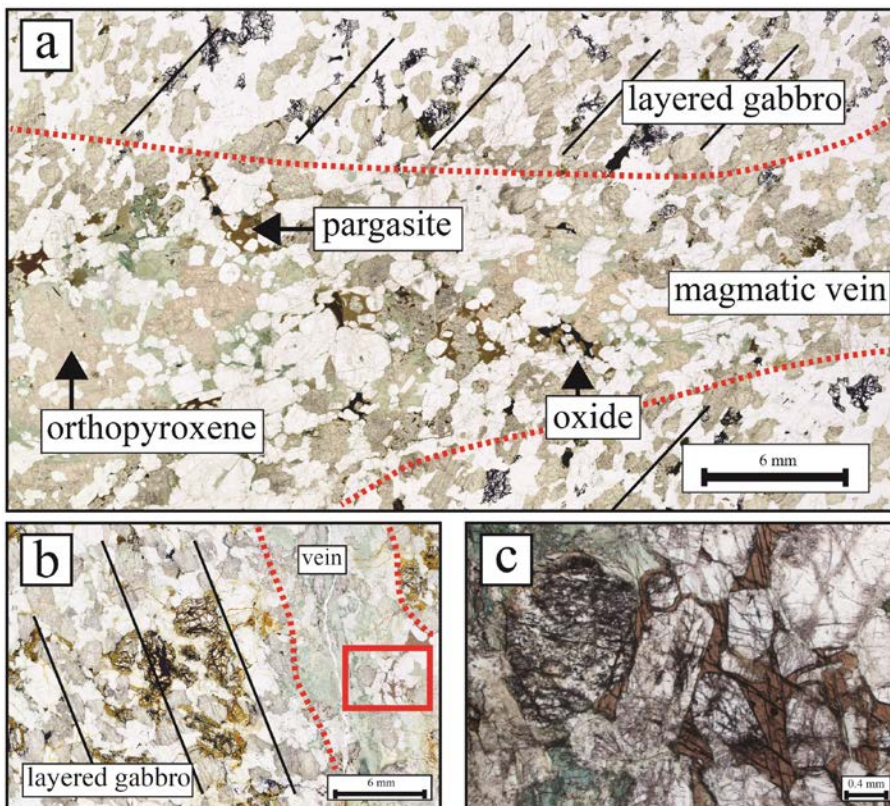 a
layered gabbro
pargasite
magmatic vein
orthopyroxene
oxide
6 mm
b
vein
layered gabbro
6 mm
c
0.4 mm